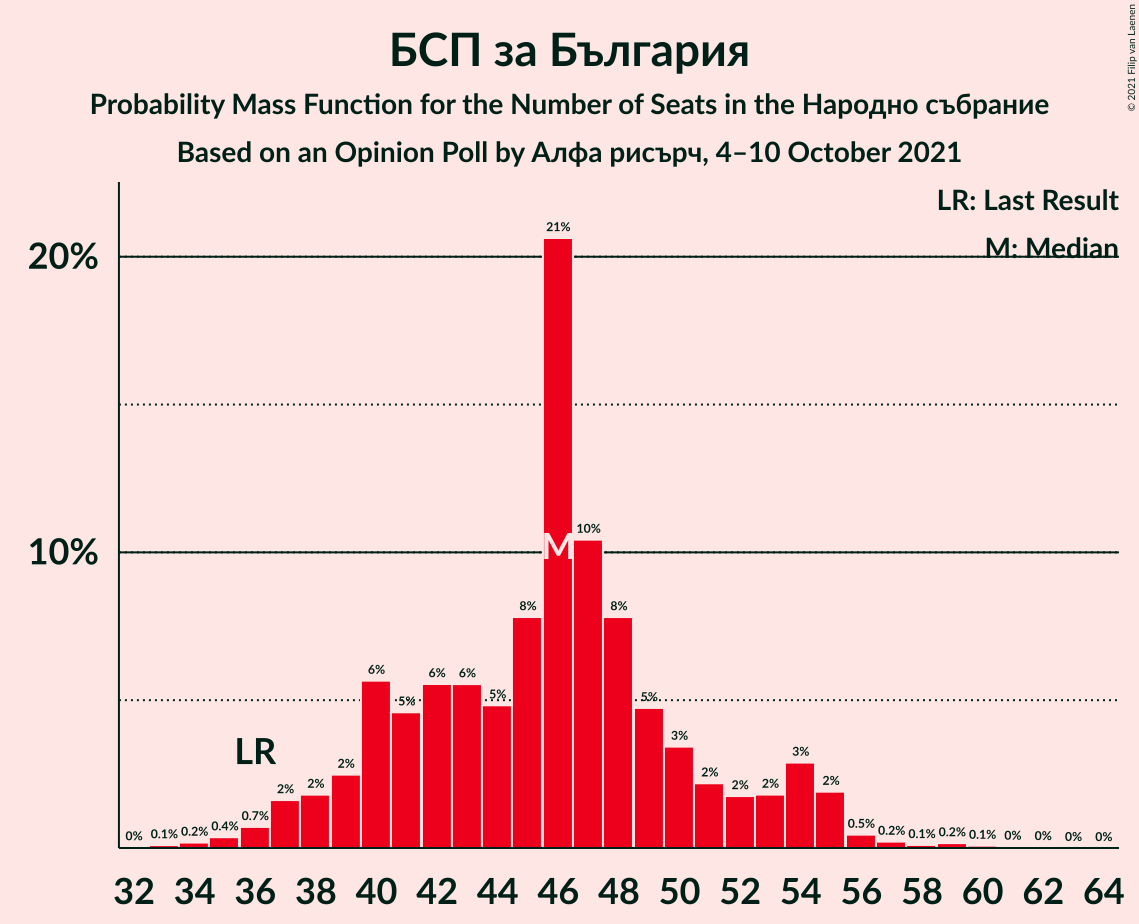 БСП за България
Probability Mass Function for the Number of Seats in the Народно събрание
Based on an Opinion Poll by Алфа рисърч, 4–10 October 2021
© 2021 Filip van Laenen
LR: Last Result
M: Median
20%
10%
LR
M
0% 0.1% 0.2% 0.4% 0.7% 2% 2% 2% 6% 5% 6% 6% 5% 8% 21% 10% 8% 5% 3% 2% 2% 2% 3% 2% 0.5% 0.2% 0.1% 0.2% 0.1% 0% 0% 0% 0%
32 34 36 38 40 42 44 46 48 50 52 54 56 58 60 62 64